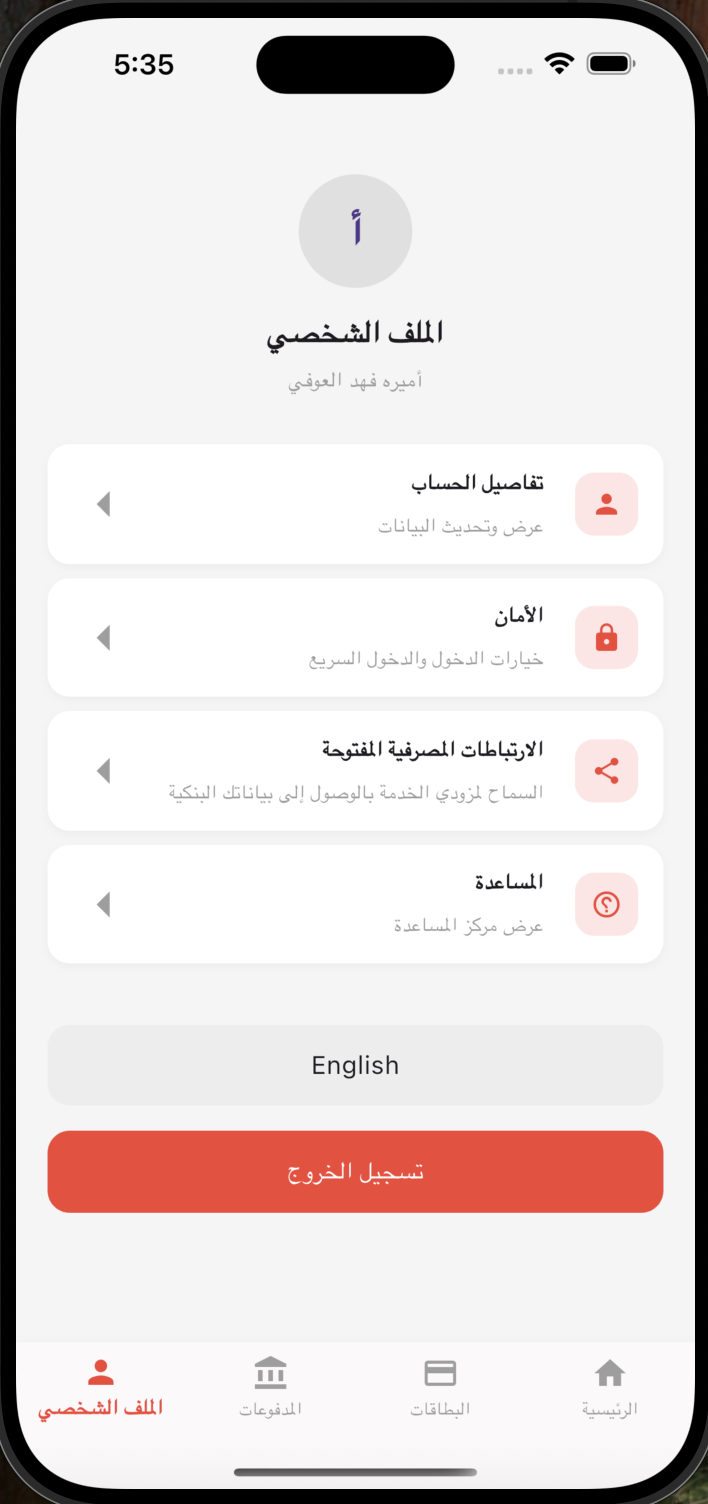 5:35
أ
الملف الشخصي
أميره فهد العوفي
تفاصيل الحساب
عرض وتحديث البيانات
الأمان
خيارات الدخول والدخول السريع
الارتباطات المصرفية المفتوحة
السماح لمزودي الخدمة بالوصول إلى بياناتك البنكية
المساعدة
عرض مركز المساعدة
English
تسجيل الخروج
الرئيسية
البطاقات
المدفوعات
الملف الشخصي